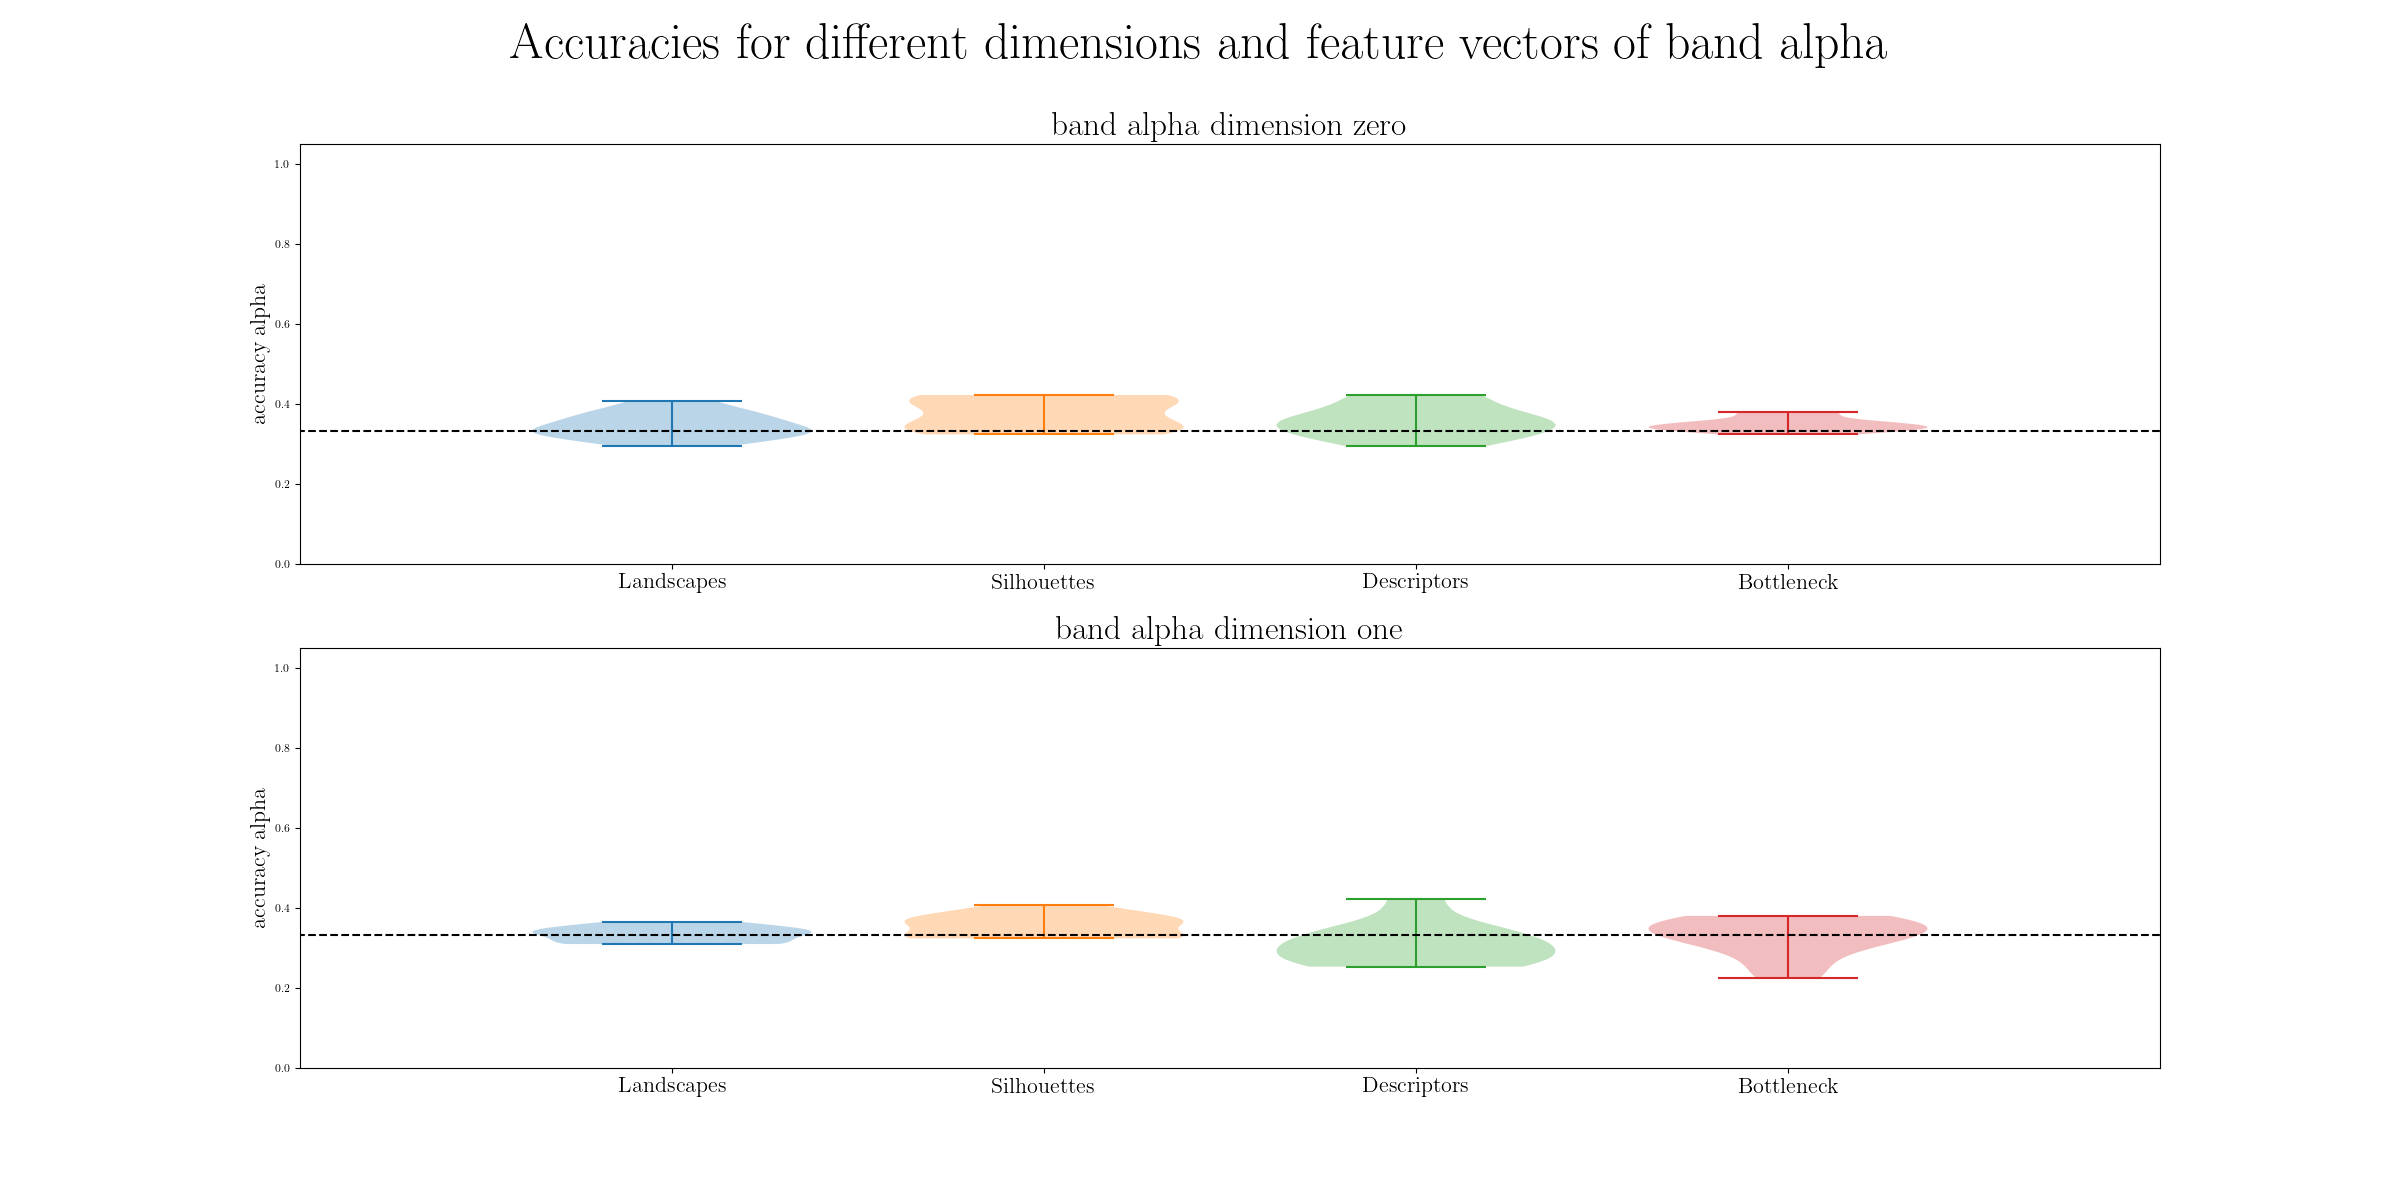 Accuracies for different dimensions and feature vectors of band alpha
band alpha dimension zero
1.0
0.8
0.6
0.4
0.2
0.0
accuracy alpha
Landscapes Silhouettes Descriptors Bottleneck
band alpha dimension one
1.0
0.8
0.6
0.4
0.2
0.0
accuracy alpha
Landscapes Silhouettes Descriptors Bottleneck